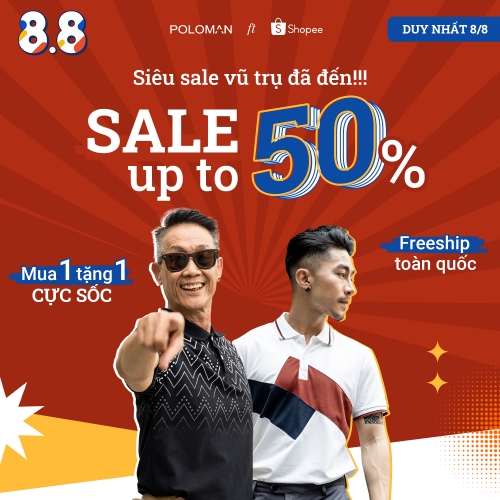 8.8
POLOMAN ft Shopee
DUY NHẤT 8/8
Siêu sale vũ trụ đã đến!!!
SALE
up to 50%
Mua 1 tặng 1
CỰC SỐC
Freeship
toàn quốc